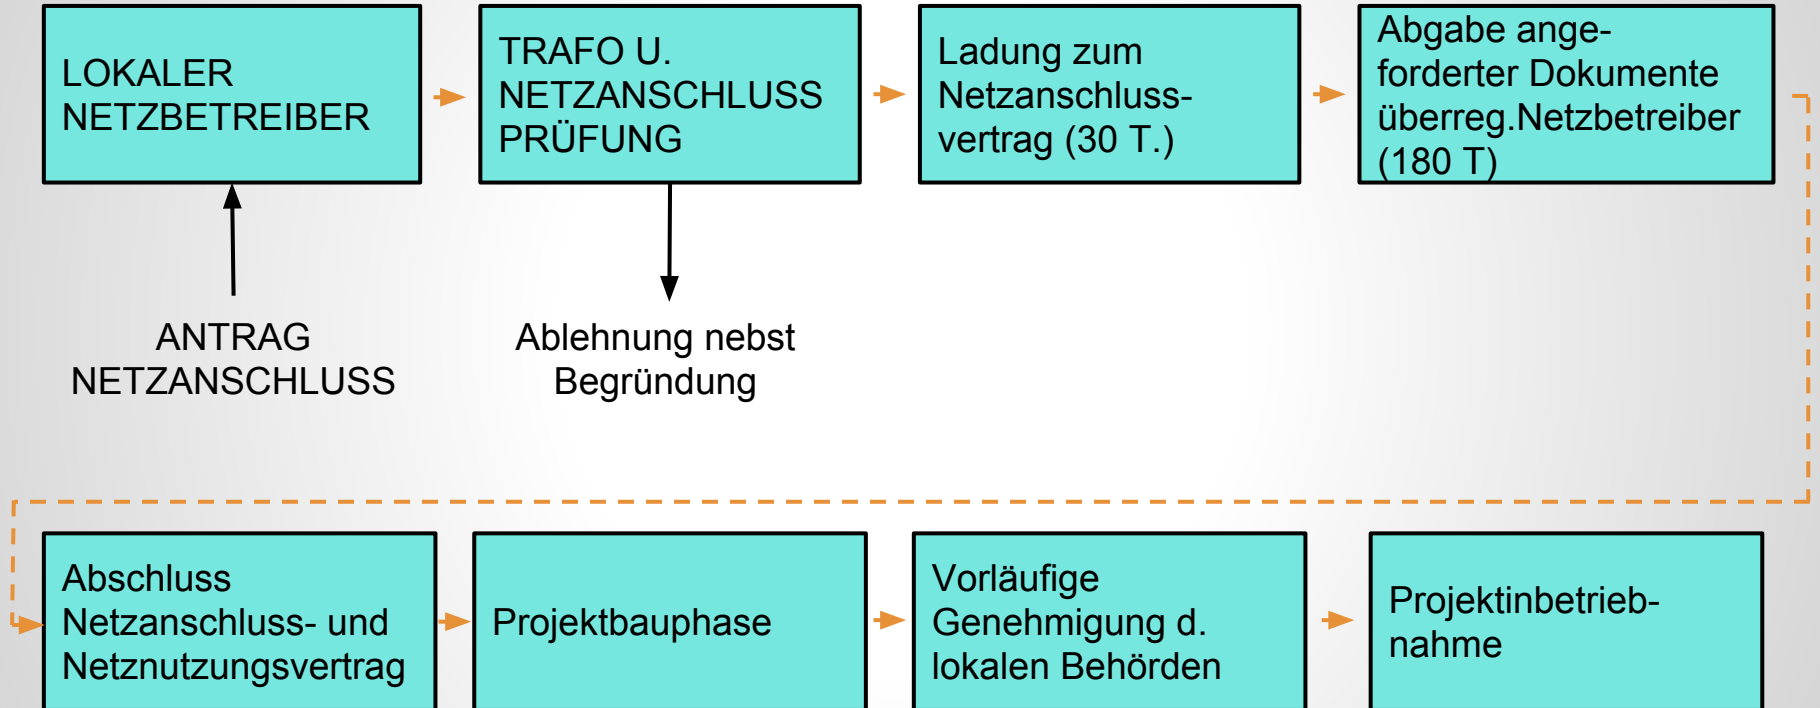 LOKALER
NETZBETREIBER
TRAFO U.
NETZANSCHLUSS
PRÜFUNG
Ladung zum
Netzanschluss-
vertrag (30 T.)
Abgabe ange-
forderter Dokumente
überreg.Netzbetreiber
(180 T)
ANTRAG
NETZANSCHLUSS
Ablehnung nebst
Begründung
Abschluss
Netzanschluss- und
Netznutzungsvertrag
Projektbauphase
Vorläufige
Genehmigung d.
lokalen Behörden
Projektinbetrieb-
nahme